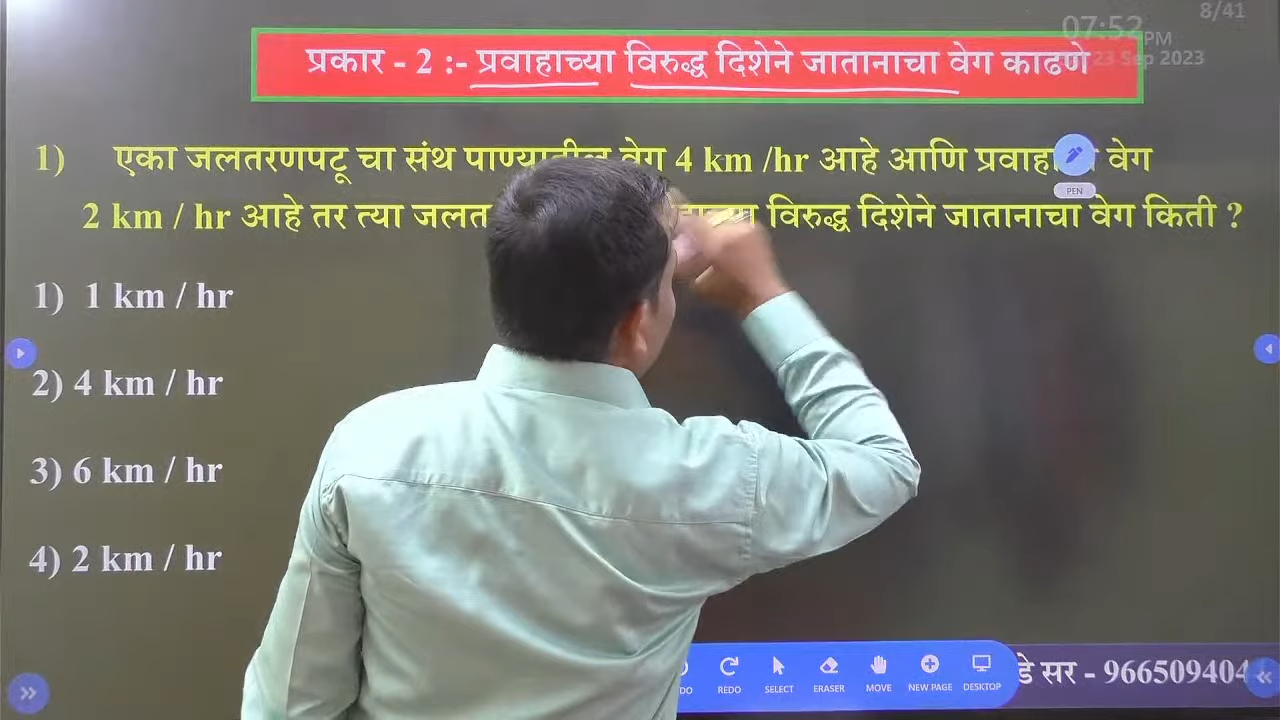 8/41
07:52 PM
23 Sep 2023
प्रकार - 2 :- प्रवाहाच्या विरुद्ध दिशेने जातानाचा वेग काढणे
1) एका जलतरणपटू चा संथ पाण्यातील वेग 4 km /hr आहे आणि वेग
2 km / hr आहे तर त्या विरुद्ध दिशेने जातानाचा वेग किती ?
PEN
1) 1 km / hr
2) 4 km / hr
3) 6 km / hr
4) 2 km / hr
REDO SELECT ERASER MOVE NEW PAGE DESKTOP
सर - 966509404